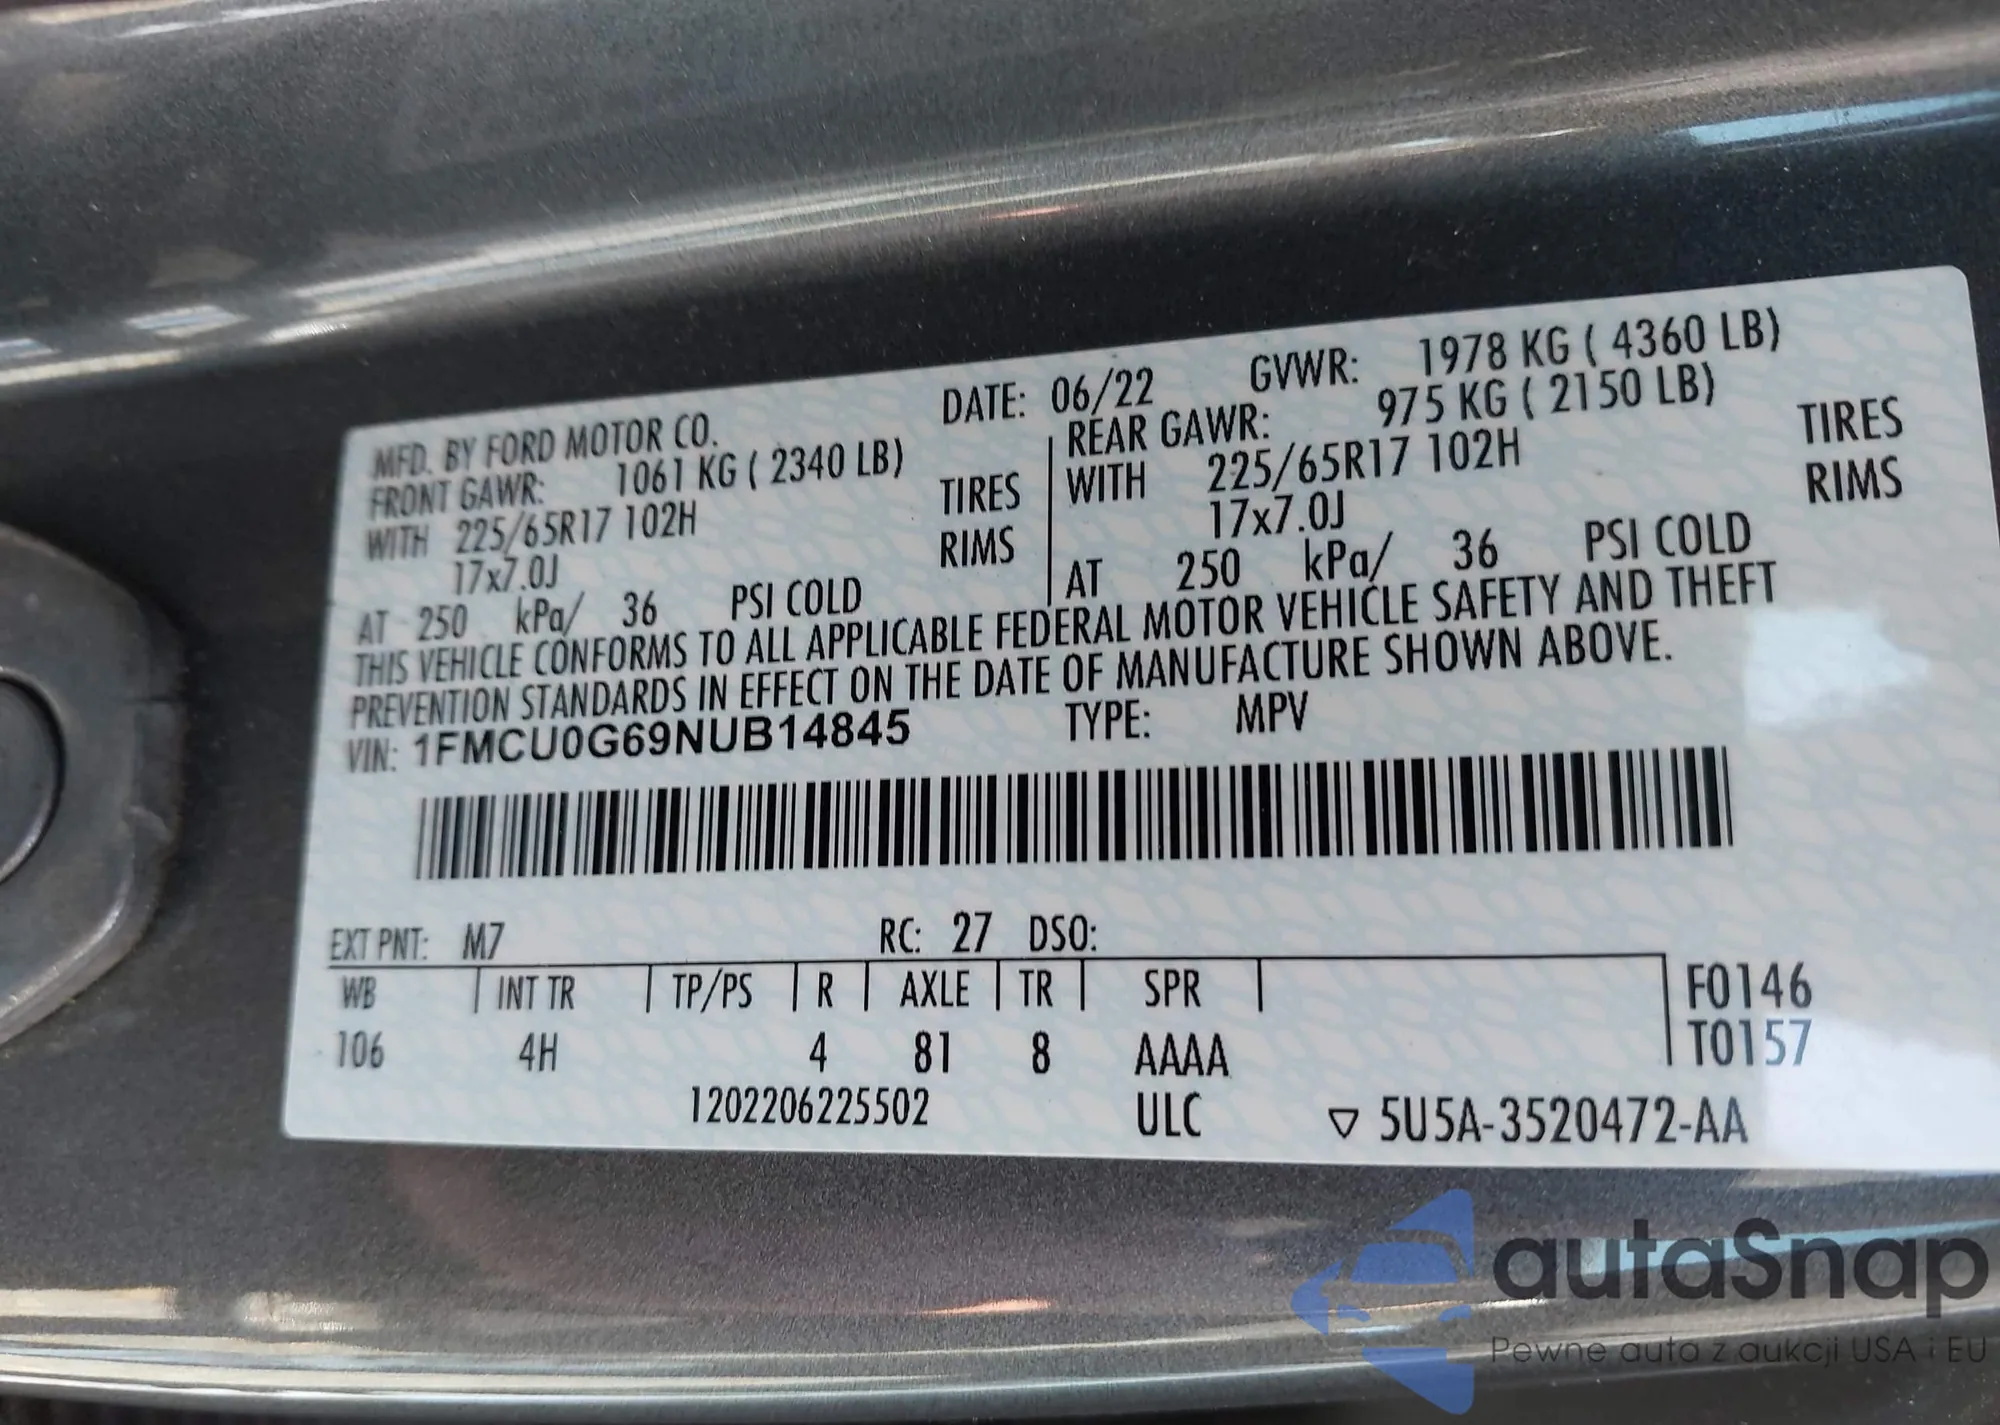 MFD. BY FORD MOTOR CO. DATE: 06/22 GVWR: 1978 KG ( 4360 LB)
FRONT GAWR: 1061 KG ( 2340 LB) REAR GAWR: 975 KG ( 2150 LB)
WITH 225/65R17 102H TIRES WITH 225/65R17 102H TIRES
17x7.0J RIMS 17x7.0J RIMS
AT 250 kPa/ 36 PSI COLD AT 250 kPa/ 36 PSI COLD
THIS VEHICLE CONFORMS TO ALL APPLICABLE FEDERAL MOTOR VEHICLE SAFETY AND THEFT
PREVENTION STANDARDS IN EFFECT ON THE DATE OF MANUFACTURE SHOWN ABOVE.
VIN: 1FMCU0G69NUB14845 TYPE: MPV
EXT PNT: M7 RC: 27 DSO:
WB INT TR TP/PS R AXLE TR SPR F0146
106 4H 4 81 8 AAAA T0157
1202206225502 ULC ▽ 5U5A-3520472-AA
autaSnap
Pewne auto z aukcji USA i EU